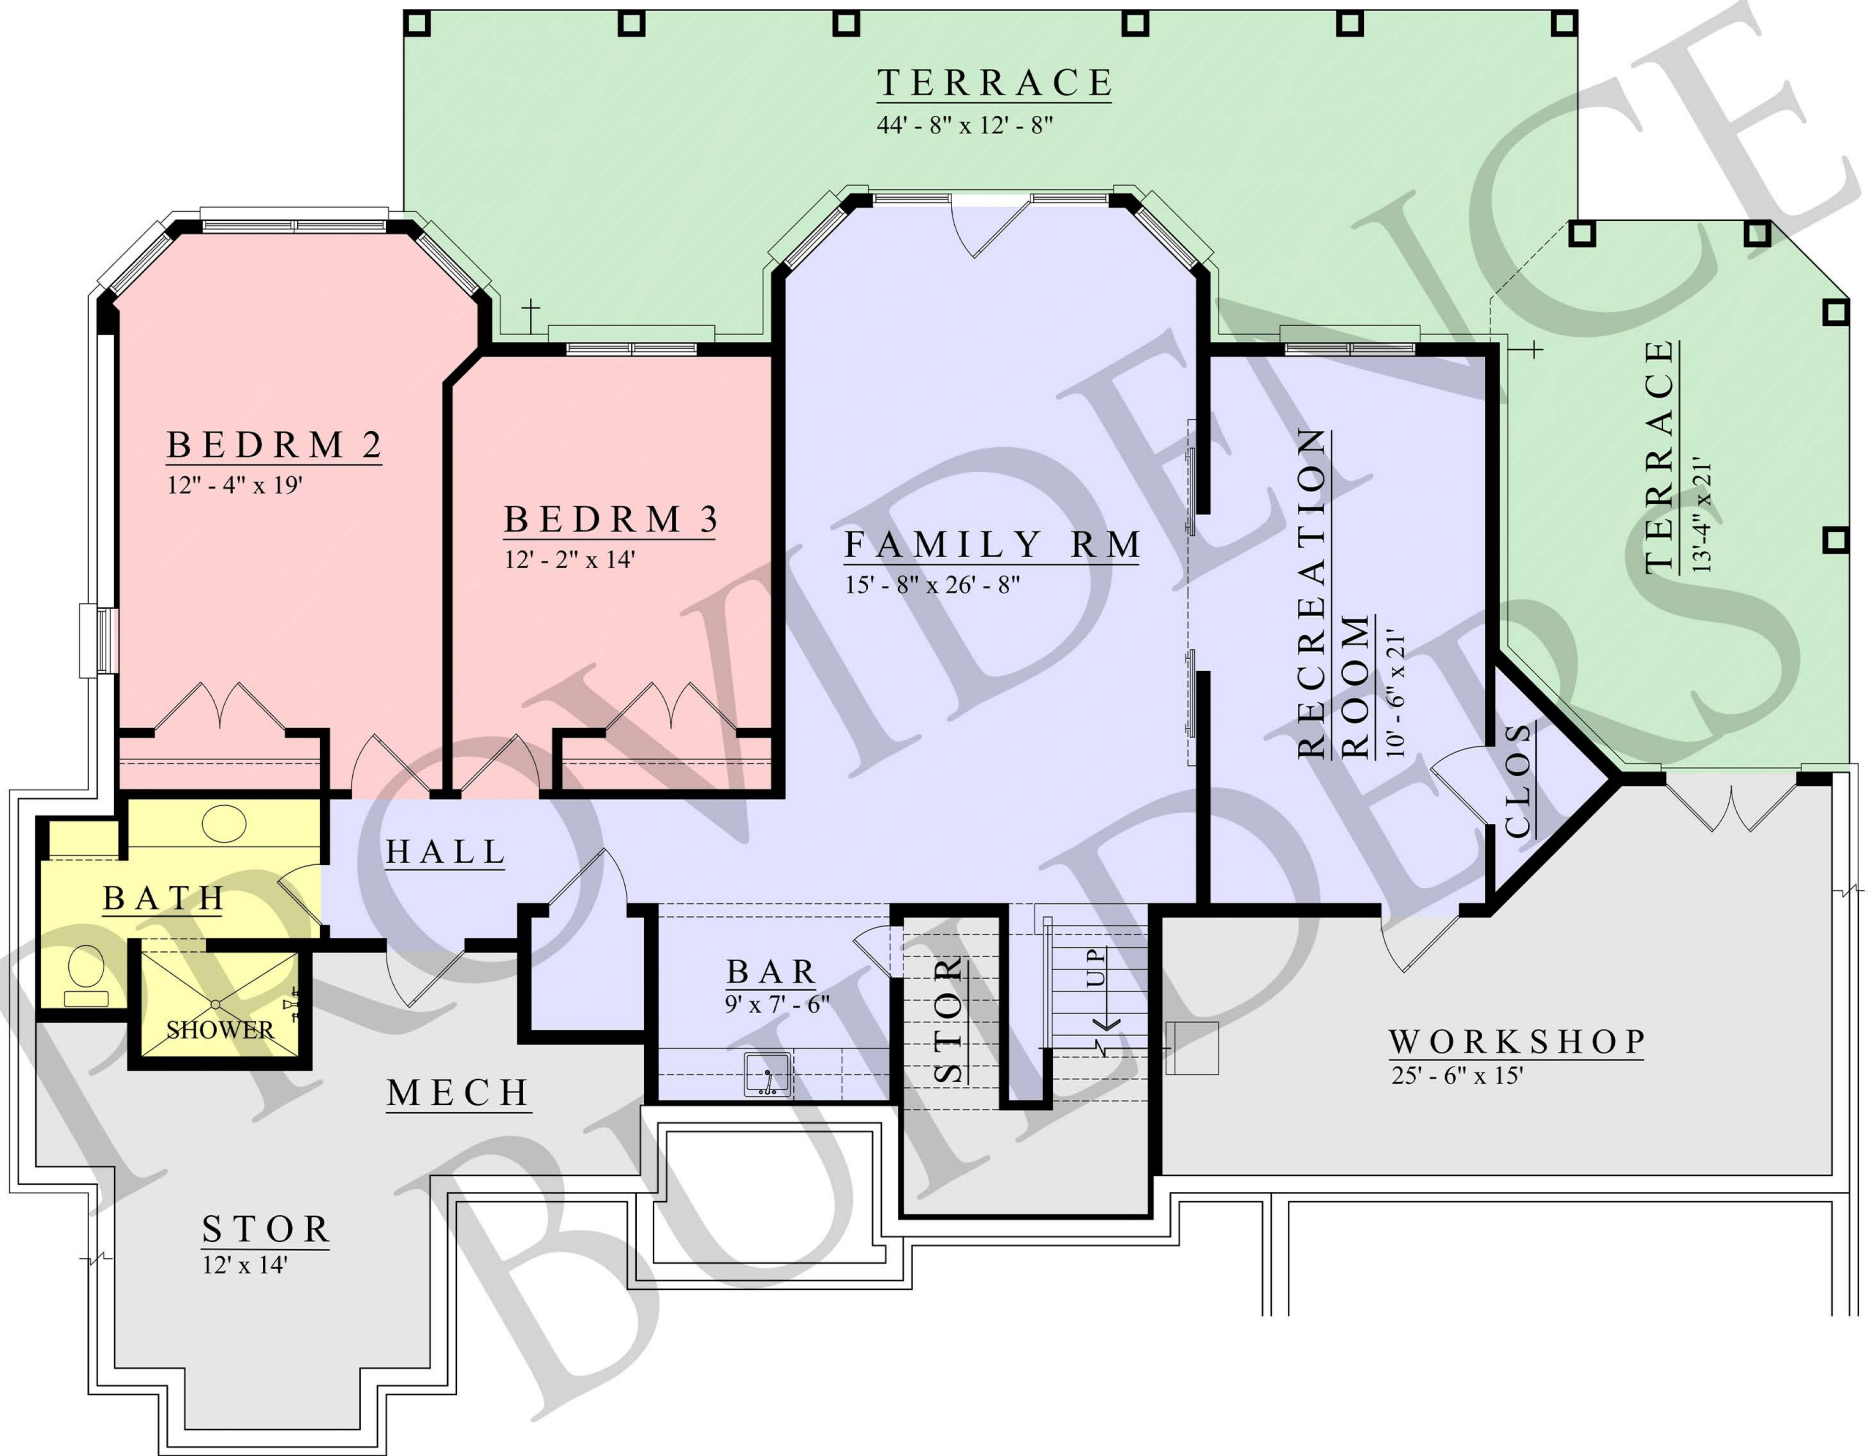 TERRACE
44' - 8" x 12' - 8"
BEDRM 2
12" - 4" x 19'
BEDRM 3
12' - 2" x 14'
FAMILY RM
15' - 8" x 26' - 8"
RECREATION
ROOM
10' - 6" x 21'
TERRACE
13'-4" x 21'
CLOS
HALL
BATH
SHOWER
BAR
9' x 7' - 6"
STOR
UP
WORKSHOP
25' - 6" x 15'
MECH
STOR
12' x 14'
PROVIDENCE
BUILDERS